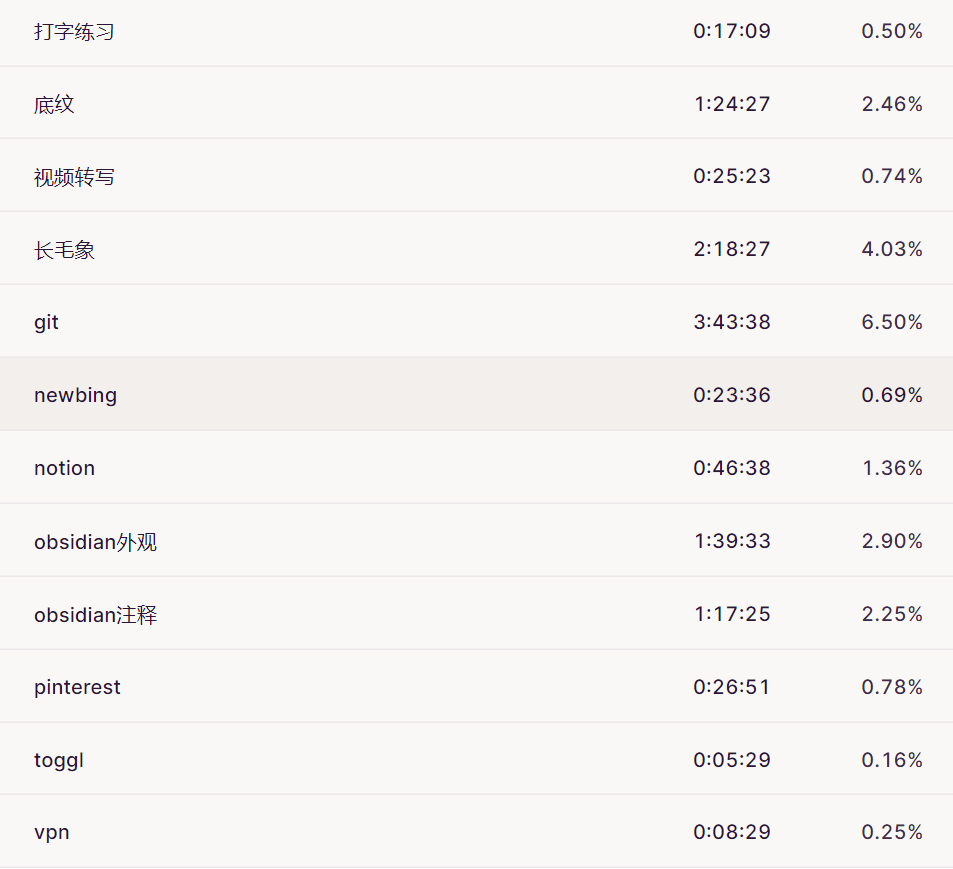 打字练习 0:17:09 0.50%
底纹 1:24:27 2.46%
视频转写 0:25:23 0.74%
长毛象 2:18:27 4.03%
git 3:43:38 6.50%
newbing 0:23:36 0.69%
notion 0:46:38 1.36%
obsidian外观 1:39:33 2.90%
obsidian注释 1:17:25 2.25%
pinterest 0:26:51 0.78%
toggl 0:05:29 0.16%
vpn 0:08:29 0.25%